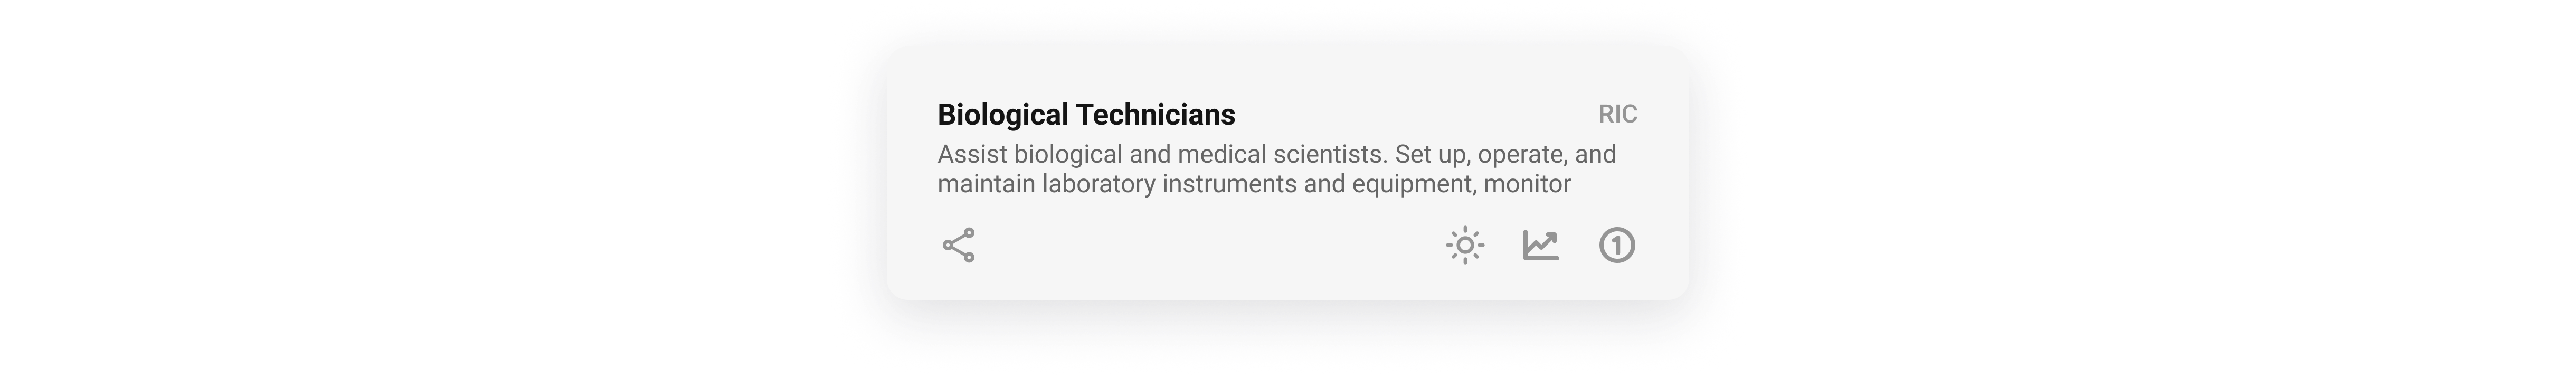 Biological Technicians RIC
Assist biological and medical scientists. Set up, operate, and
maintain laboratory instruments and equipment, monitor
1